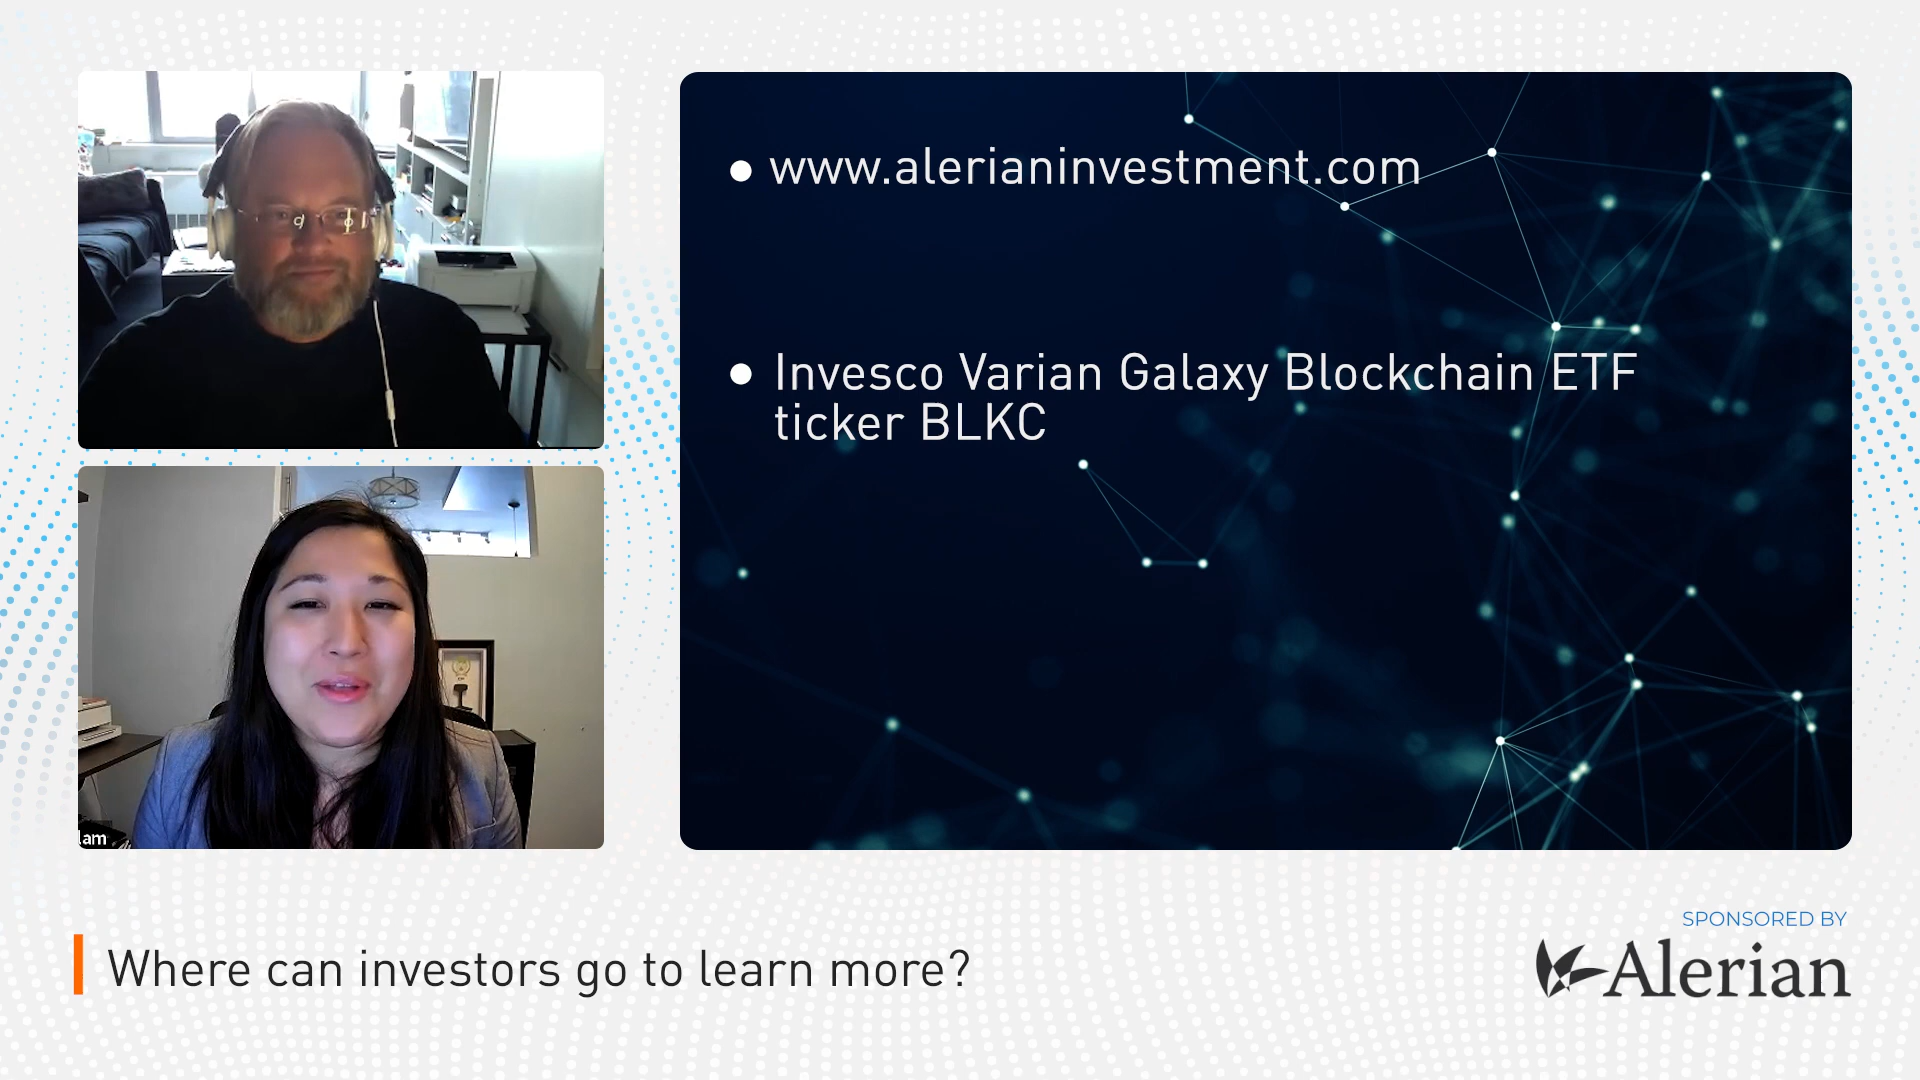 www.alerianinvestment.com
Invesco Varian Galaxy Blockchain ETF
ticker BLKC
lam
Where can investors go to learn more?
SPONSORED BY
Alerian